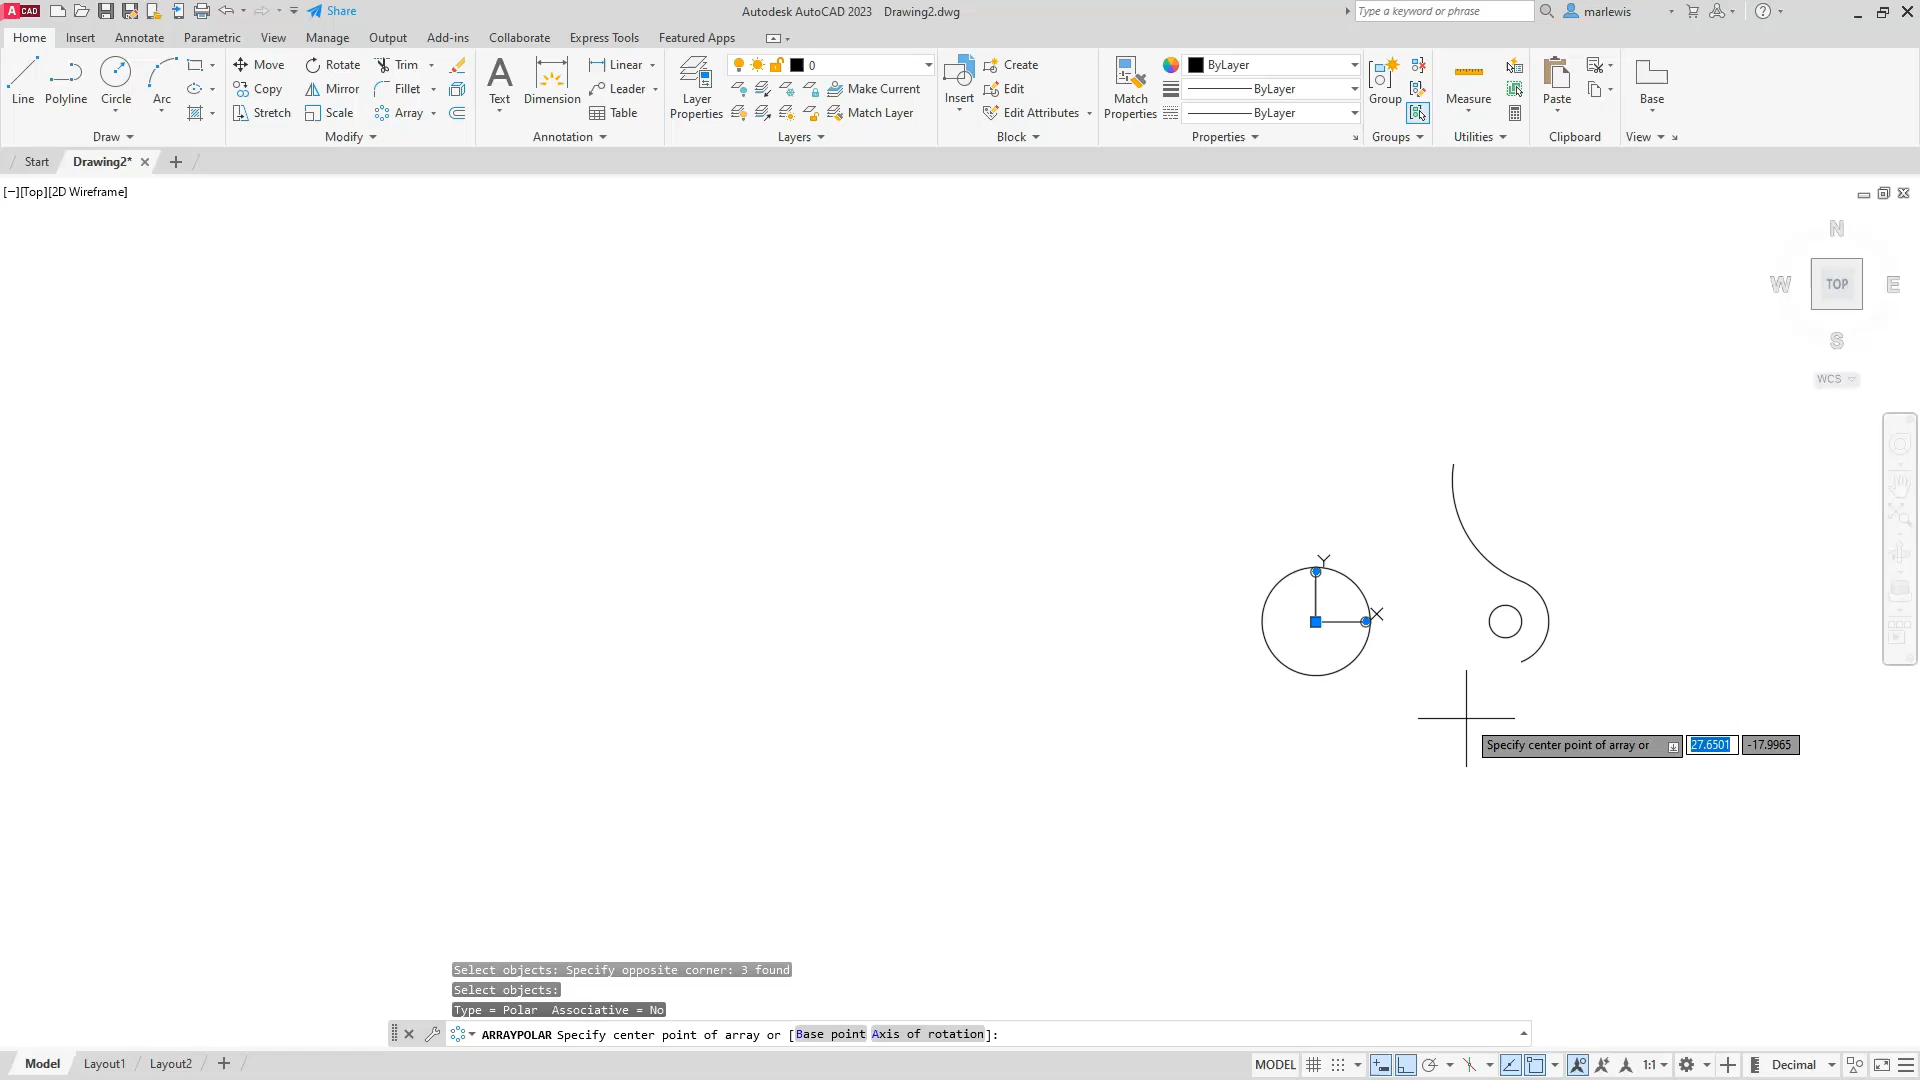 A CAD Share Autodesk AutoCAD 2023 Drawing2.dwg Type a keyword or phrase marlewis
Home Insert Annotate Parametric View Manage Output Add-ins Collaborate Express Tools Featured Apps
Line Polyline Circle Arc
Draw
Move Rotate Trim
Copy Mirror Fillet
Stretch Scale Array
Modify
A Text Dimension
Linear
Leader
Table
Annotation
Layer Properties
0
Make Current
Match Layer
Layers
Insert
Create
Edit
Edit Attributes
Block
Match Properties
ByLayer
ByLayer
ByLayer
Properties
Group
Groups
Measure
Utilities
Paste
Clipboard
Base
View
Start Drawing2*
[−][Top][2D Wireframe]
N
W TOP E
S
WCS
Y
X
Specify center point of array or 27.6501 -17.9965
Select objects: Specify opposite corner: 3 found
Select objects:
Type = Polar Associative = No
ARRAYPOLAR Specify center point of array or [Base point Axis of rotation]:
Model Layout1 Layout2 MODEL 1:1 Decimal